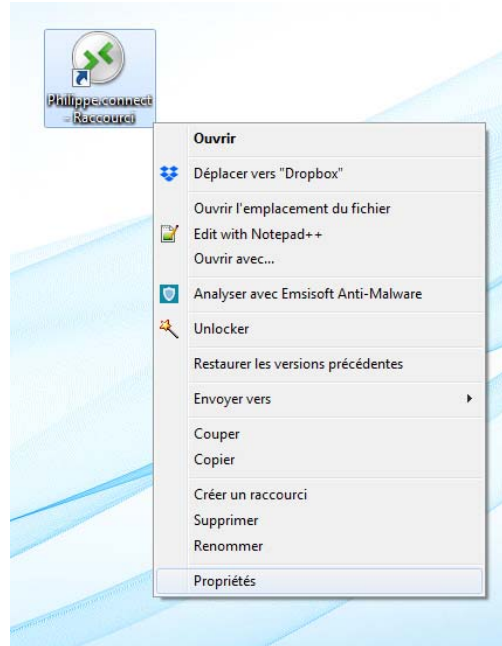 Philippe.connect
- Raccourci
Ouvrir
Déplacer vers "Dropbox"
Ouvrir l'emplacement du fichier
Edit with Notepad++
Ouvrir avec...
Analyser avec Emsisoft Anti-Malware
Unlocker
Restaurer les versions précédentes
Envoyer vers
Couper
Copier
Créer un raccourci
Supprimer
Renommer
Propriétés